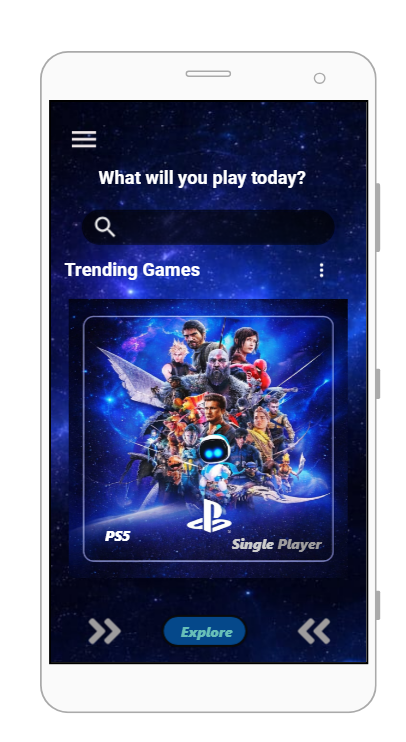 What will you play today?
Trending Games
PS5
Single Player
Explore